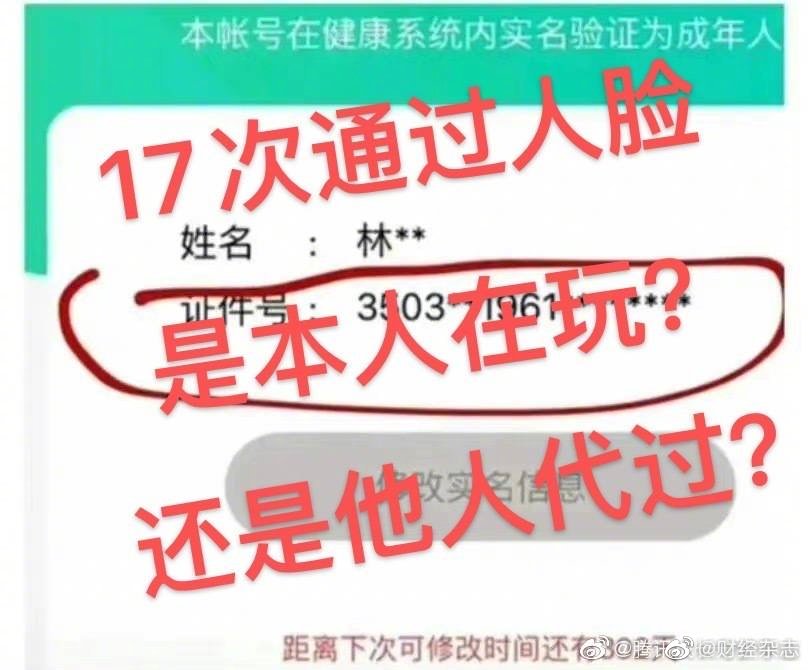 本帐号在健康系统内实名验证为成年人
17次通过人脸
姓名 : 林**
证件号: 3503 1961 *****
是本人在玩?
修改实名信息
还是他人代过?
距离下次可修改时间还有
@腾讯 @财经杂志